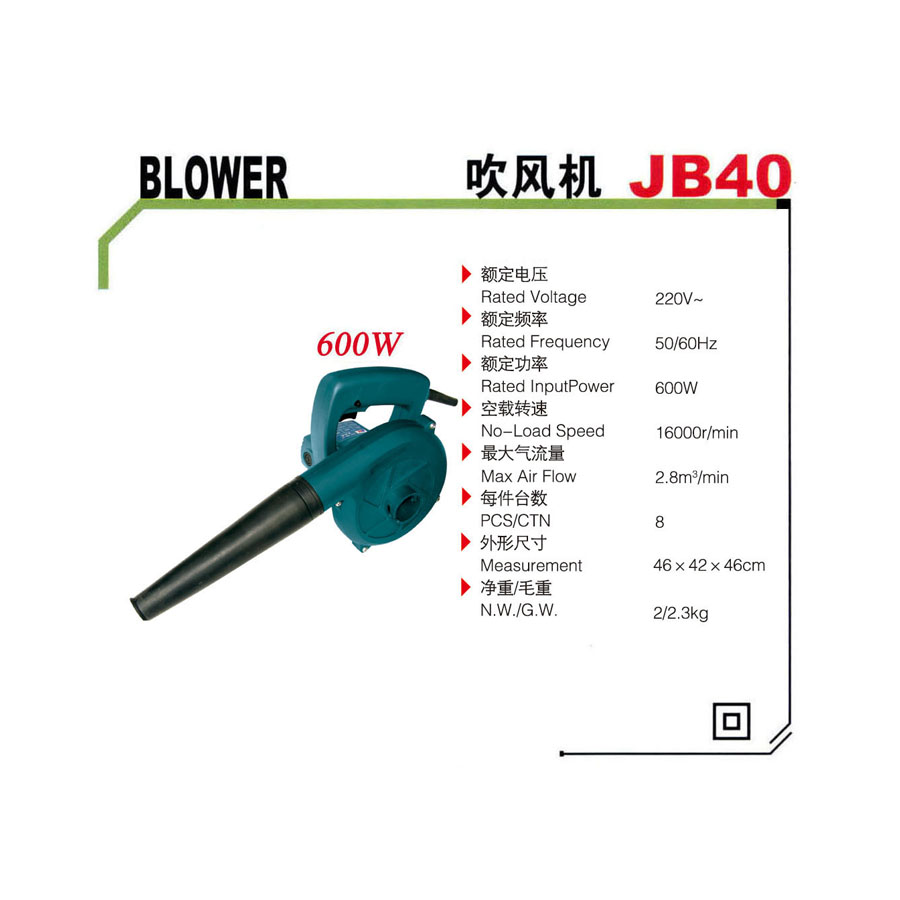 BLOWER
吹风机 JB40
600W
额定电压
Rated Voltage 220V~
额定频率
Rated Frequency 50/60Hz
额定功率
Rated InputPower 600W
空载转速
No-Load Speed 16000r/min
最大气流量
Max Air Flow 2.8m³/min
每件台数
PCS/CTN 8
外形尺寸
Measurement 46×42×46cm
净重/毛重
N.W./G.W. 2/2.3kg